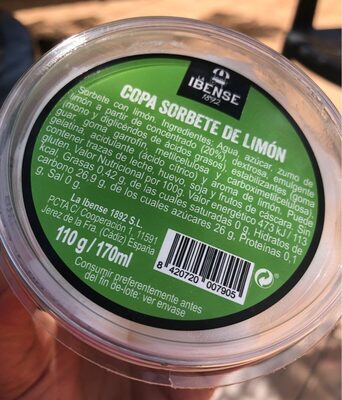 LA
IBENSE
1892
COPA SORBETE DE LIMÓN
Sorbete con limón. Ingredientes: Agua, azúcar, zumo de
limón a partir de concentrado (20%), dextrosa, emulgente
(mono y digicéridos de ácidos grasos), estabilizantes (goma
guar, goma garrofin y metilcelulosa y carboximetilcelulosa),
gelatina, acidulante (ácido cítrico) y aroma de limón. Puede
contener trazas de leche, huevo, soja y frutos de cáscara. Sin
gluten. Valor Nutricional por 100g. Valor energético (473 KJ / 113
Kcal, Grasas 0,42 g, de las cuales saturadas 0 g. Hidratos de
carbono 26,9 g, de los cuales azúcares 26 g. Proteínas 0,1
g, Sal 0 g.
La Ibense 1892 S.L.
PCTA C/ Cooperación 1, 11591
Jerez de la Fra. (Cádiz) España
110 g / 170ml
Consumir preferentemente antes
del fin de-lote: ver envase
8 420720 007905